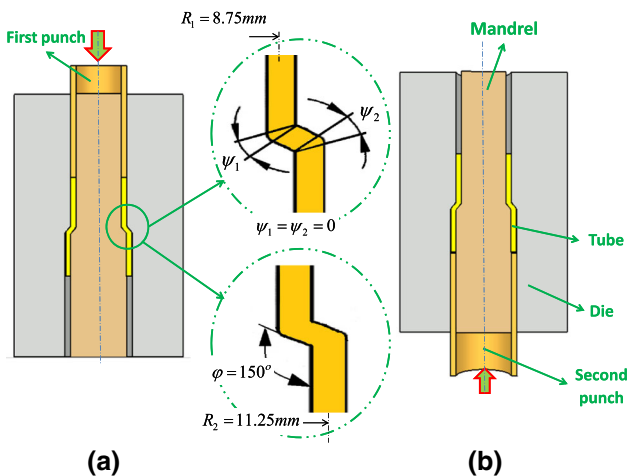 R₁ = 8.75mm
First punch
ψ₁
ψ₂
ψ₁ = ψ₂ = 0
φ = 150°
R₂ = 11.25mm
(a)
Mandrel
Tube
Die
Second
punch
(b)